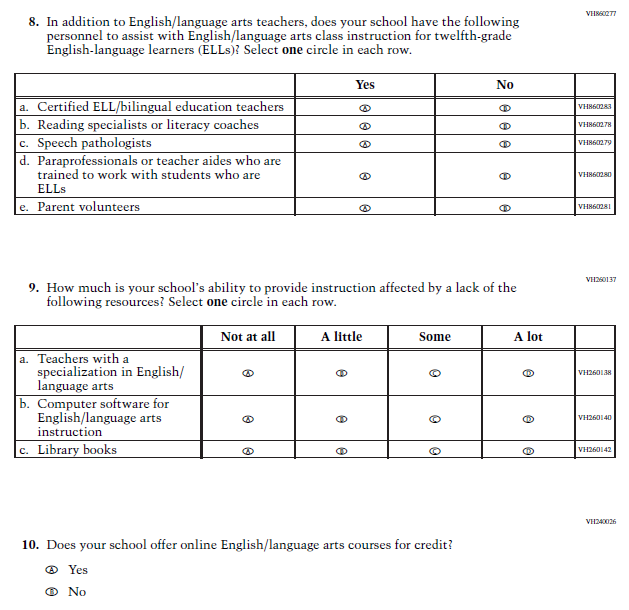 VH860277
8. In addition to English/language arts teachers, does your school have the following
personnel to assist with English/language arts class instruction for twelfth-grade
English-language learners (ELLs)? Select one circle in each row.
Yes No
a. Certified ELL/bilingual education teachers A B VH860283
b. Reading specialists or literacy coaches A B VH860278
c. Speech pathologists A B VH860279
d. Paraprofessionals or teacher aides who are
trained to work with students who are A B VH860280
ELLs
e. Parent volunteers A B VH860281
VH260137
9. How much is your school's ability to provide instruction affected by a lack of the
following resources? Select one circle in each row.
Not at all A little Some A lot
a. Teachers with a
specialization in English/ A B C D VH260138
language arts
b. Computer software for
English/language arts A B C D VH260140
instruction
c. Library books A B C D VH260142
VH240026
10. Does your school offer online English/language arts courses for credit?
A Yes
B No